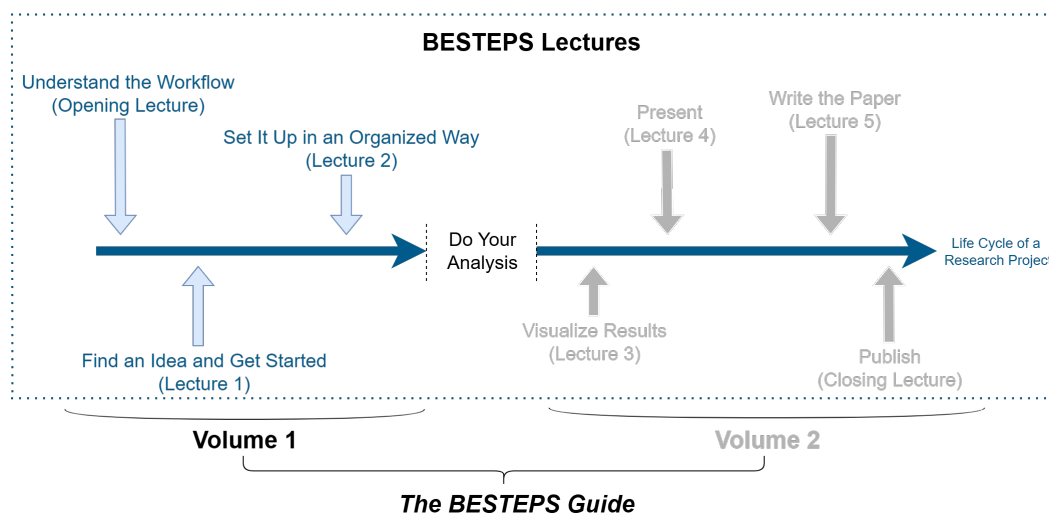 BESTEPS Lectures
Understand the Workflow
(Opening Lecture)
Set It Up in an Organized Way
(Lecture 2)
Present
(Lecture 4)
Write the Paper
(Lecture 5)
Do Your
Analysis
Life Cycle of a
Research Project
Find an Idea and Get Started
(Lecture 1)
Visualize Results
(Lecture 3)
Publish
(Closing Lecture)
Volume 1
Volume 2
The BESTEPS Guide